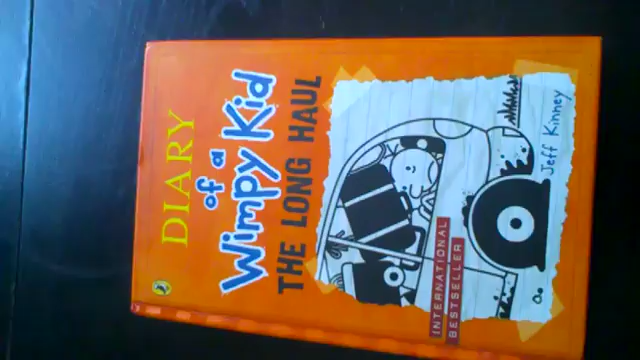 DIARY
of a
Wimpy Kid
THE LONG HAUL
Jeff Kinney
INTERNATIONAL
BESTSELLER